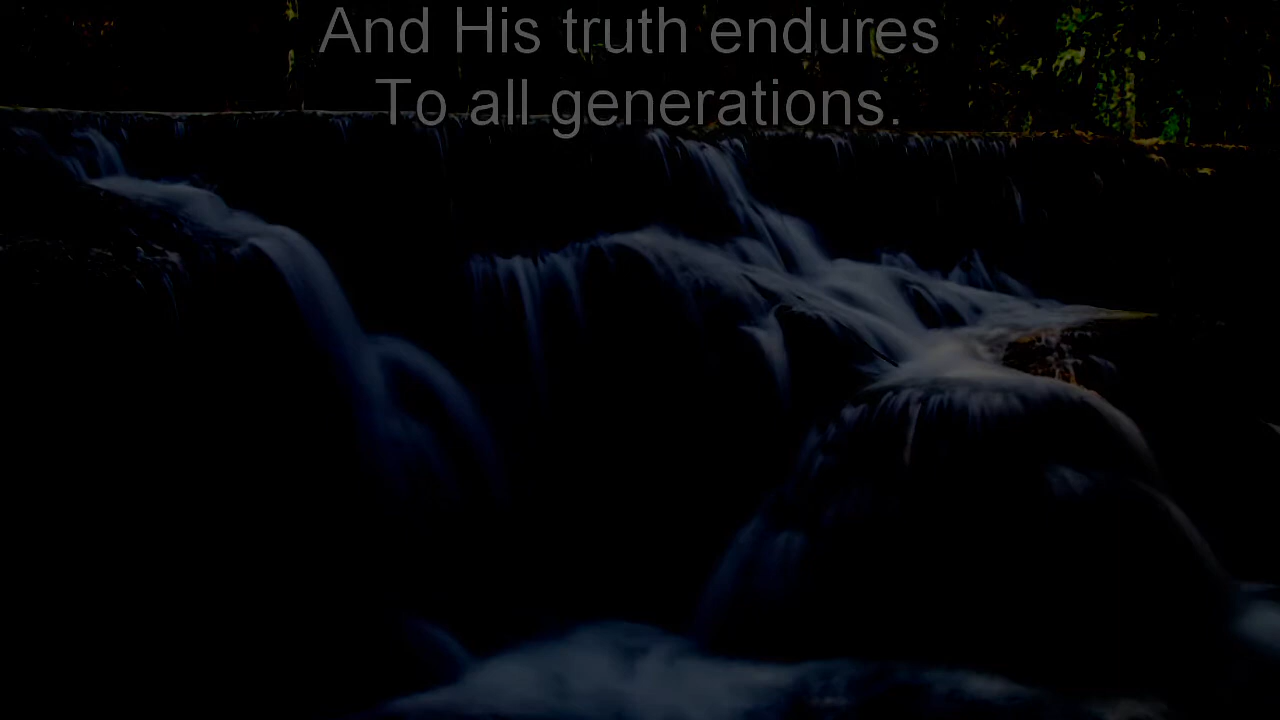 And His truth endures
To all generations.